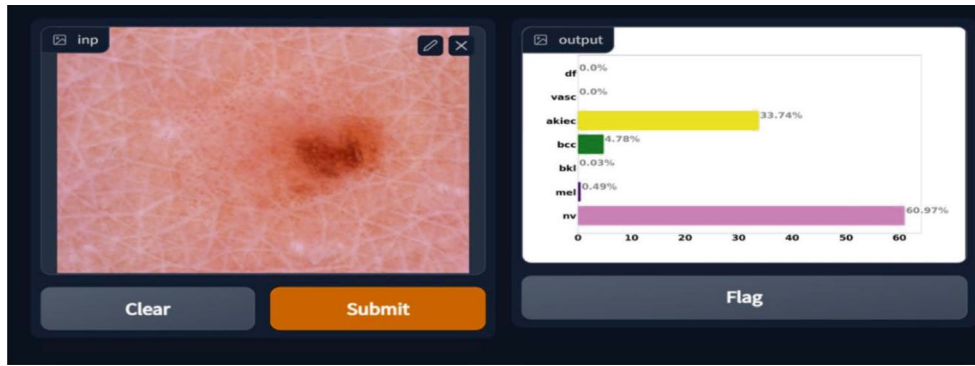 inp
Clear
Submit
output
df 0.0%
vasc 0.0%
akiec 33.74%
bcc 4.78%
bkl 0.03%
mel 0.49%
nv 60.97%
0 10 20 30 40 50 60
Flag